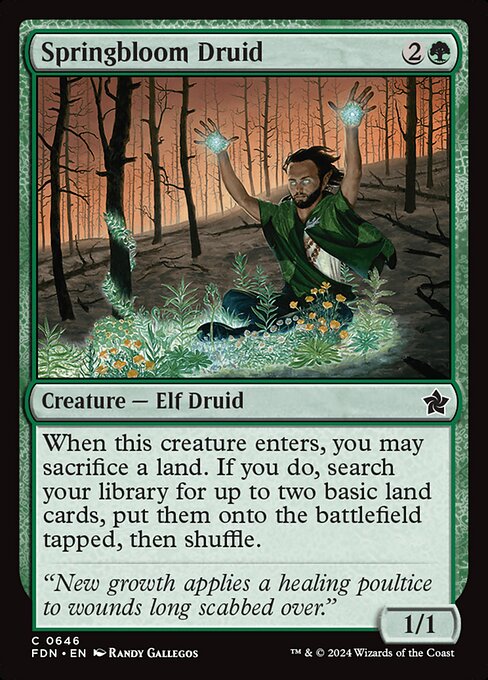 Springbloom Druid 2
Creature — Elf Druid
When this creature enters, you may
sacrifice a land. If you do, search
your library for up to two basic land
cards, put them onto the battlefield
tapped, then shuffle.
“New growth applies a healing poultice
to wounds long scabbed over.”
1/1
C 0646
FDN • EN Randy Gallegos
™ & © 2024 Wizards of the Coast